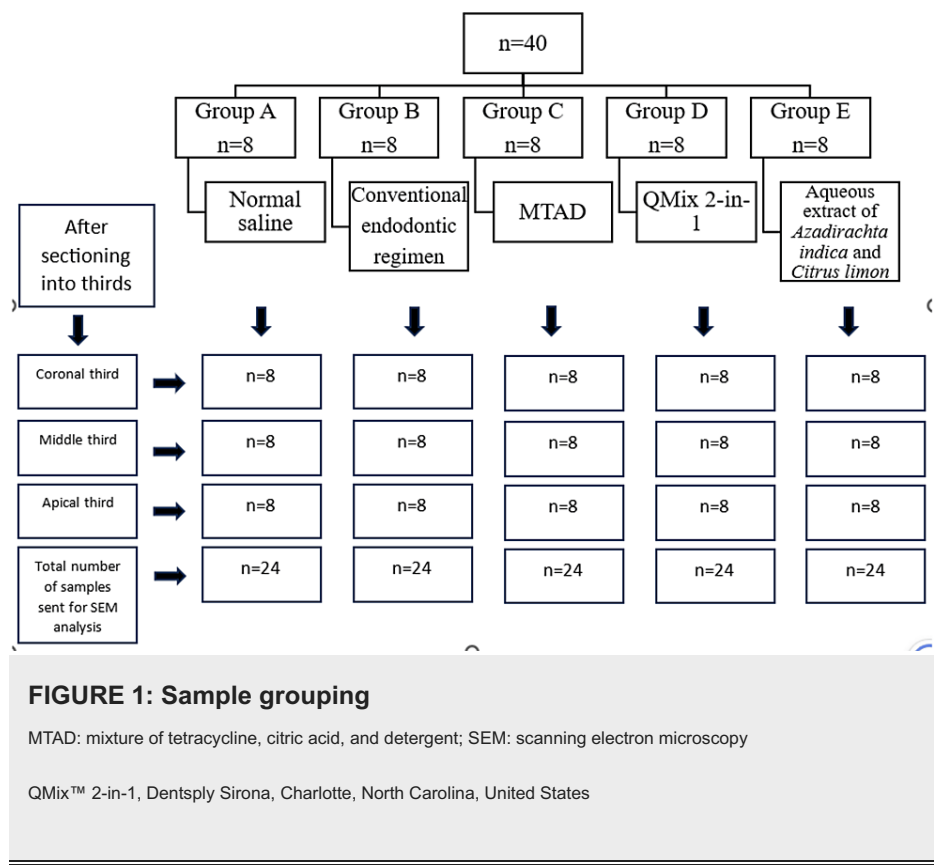 n=40
Group A
n=8
Group B
n=8
Group C
n=8
Group D
n=8
Group E
n=8
Normal
saline
Conventional
endodontic
regimen
MTAD
QMix 2-in-
1
Aqueous
extract of
Azadirachta
indica and
Citrus limon
After
sectioning
into thirds
Coronal third
n=8
n=8
n=8
n=8
n=8
Middle third
n=8
n=8
n=8
n=8
n=8
Apical third
n=8
n=8
n=8
n=8
n=8
Total number
of samples
sent for SEM
analysis
n=24
n=24
n=24
n=24
n=24
FIGURE 1: Sample grouping
MTAD: mixture of tetracycline, citric acid, and detergent; SEM: scanning electron microscopy
QMix™ 2-in-1, Dentsply Sirona, Charlotte, North Carolina, United States